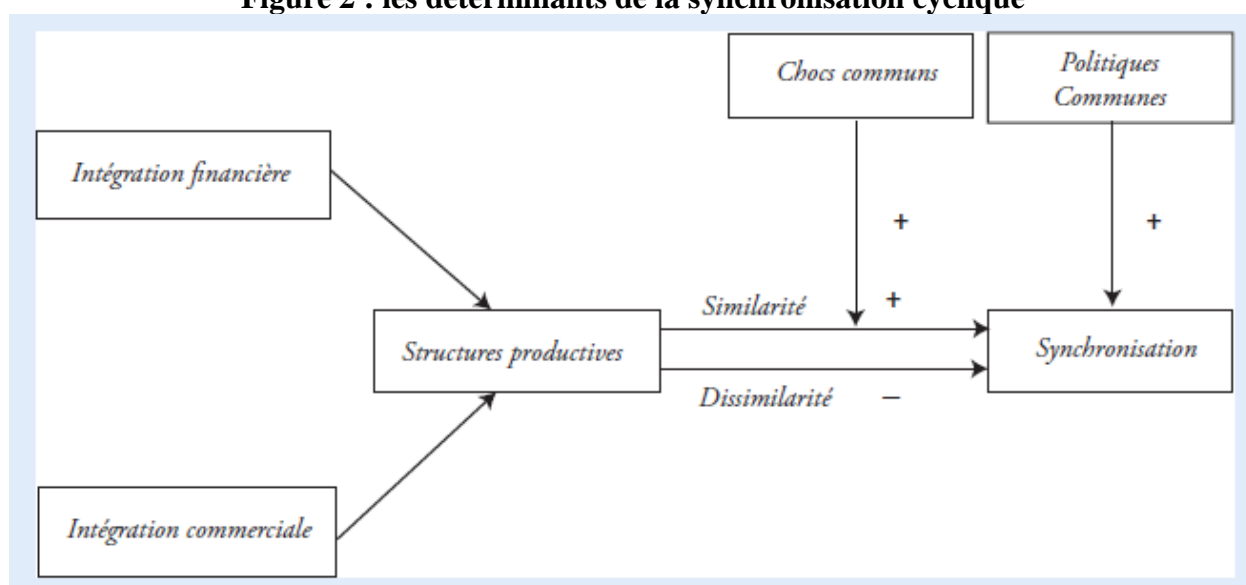 Figure 2 : les déterminants de la synchronisation cyclique
Chocs communs
Politiques
Communes
Intégration financière
+
+
Similarité
+
Structures productives
Synchronisation
Dissimilarité
−
Intégration commerciale